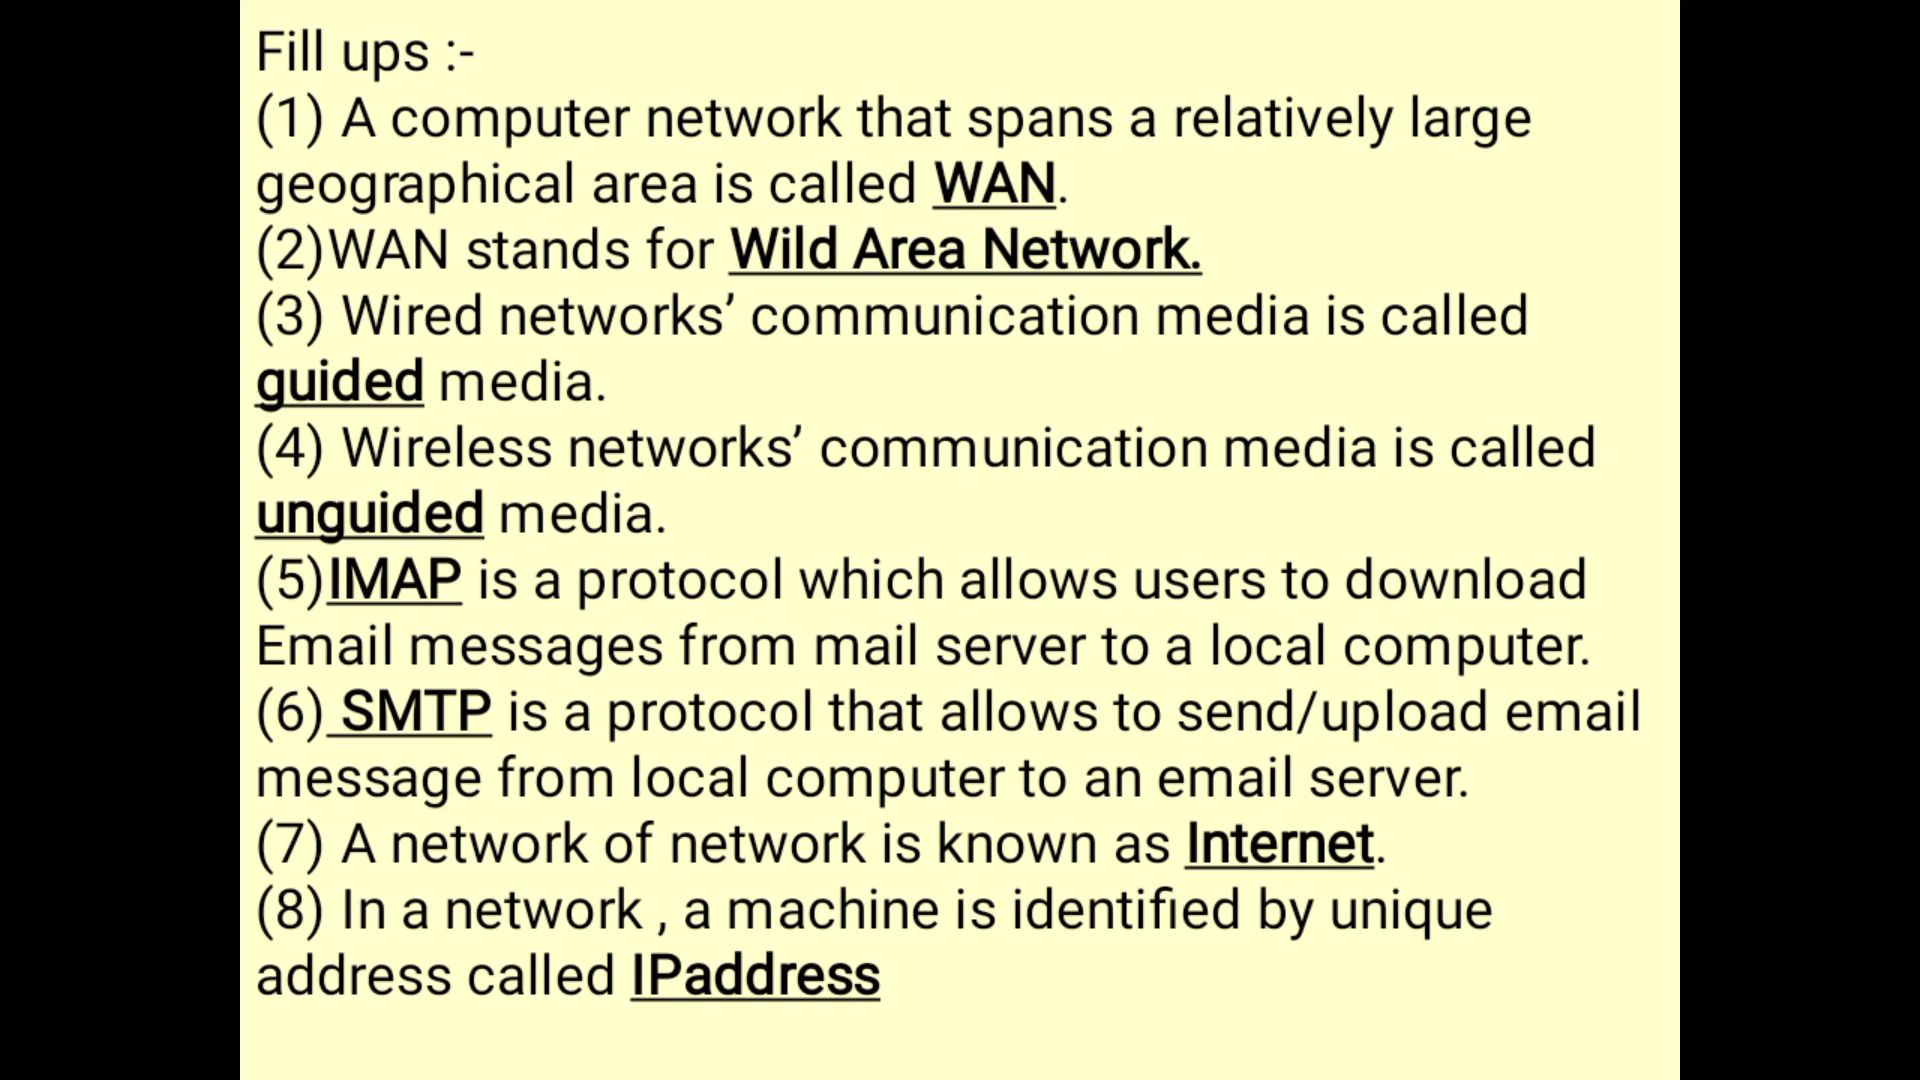 Fill ups :-
(1) A computer network that spans a relatively large
geographical area is called WAN.
(2)WAN stands for Wild Area Network.
(3) Wired networks’ communication media is called
guided media.
(4) Wireless networks’ communication media is called
unguided media.
(5)IMAP is a protocol which allows users to download
Email messages from mail server to a local computer.
(6) SMTP is a protocol that allows to send/upload email
message from local computer to an email server.
(7) A network of network is known as Internet.
(8) In a network , a machine is identified by unique
address called IPaddress